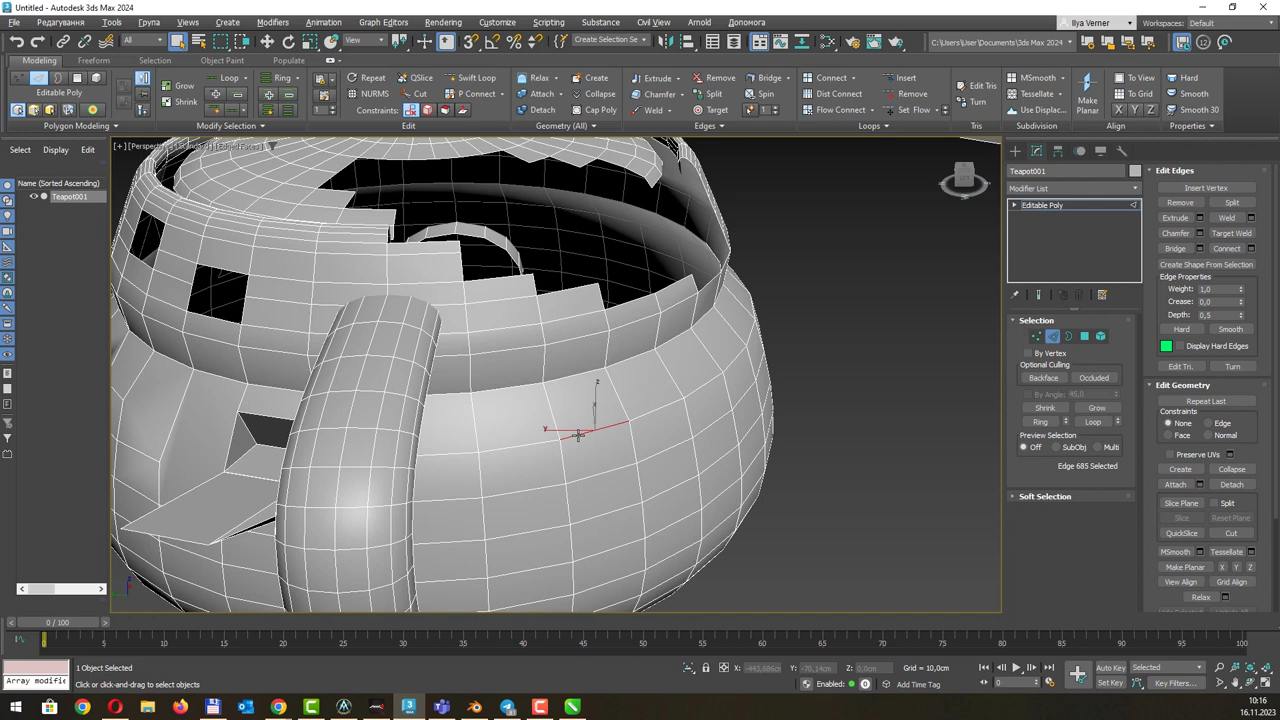 Untitled - Autodesk 3ds Max 2024
File
Редагування
Tools
Група
Views
Create
Modifiers
Animation
Graph Editors
Rendering
Customize
Scripting
Substance
Civil View
Arnold
Допомога
Ilya Verner
Workspaces: Default
All
View
Create Selection Se
C:\Users\User\Documents\3ds Max 2024
Modeling
Freeform
Selection
Object Paint
Populate
Editable Poly
Grow
Shrink
Loop
Ring
Repeat
QSlice
Swift Loop
NURMS
Cut
P Connect
Constraints:
Relax
Create
Attach
Collapse
Detach
Cap Poly
Extrude
Remove
Bridge
Chamfer
Split
Spin
Weld
Target
1
Connect
Insert
Dist Connect
Remove
Flow Connect
Set Flow
Edit Tris
Turn
MSmooth
Tessellate
Use Displac...
Make
Planar
To View
To Grid
X Y Z
Hard
Smooth
Smooth 30
Polygon Modeling
Modify Selection
Edit
Geometry (All)
Edges
Loops
Tris
Subdivision
Align
Properties
Select
Display
Edit
Name (Sorted Ascending)
Teapot001
z
x
y
Teapot001
Modifier List
Editable Poly
Selection
By Vertex
Optional Culling
Backface
Occluded
By Angle: 45,0
Shrink
Grow
Ring
Loop
Preview Selection
Off
SubObj
Multi
Edge 685 Selected
Soft Selection
Edit Edges
Insert Vertex
Remove
Split
Extrude
Weld
Chamfer
Target Weld
Bridge
Connect
Create Shape From Selection
Edge Properties
Weight: 1,0
Crease: 0,0
Depth: 0,5
Hard
Smooth
Display Hard Edges
Edit Tri.
Turn
Edit Geometry
Repeat Last
Constraints
None
Edge
Face
Normal
Preserve UVs
Create
Collapse
Attach
Detach
Slice Plane
Split
Slice
Reset Plane
QuickSlice
Cut
MSmooth
Tessellate
Make Planar
X
Y
Z
View Align
Grid Align
Relax
0 / 100
0 5 10 15 20 25 30 35 40 45 50 55 60 65 70 75 80 85 90 95 100
Array modifie
1 Object Selected
Click or click-and-drag to select objects
X: -443,686cm
Y: -70,14cm
Z: 0,0cm
Grid = 10,0cm
Enabled:
Add Time Tag
0
Auto Key
Selected
Set Key
Key Filters...
10:16
16.11.2023